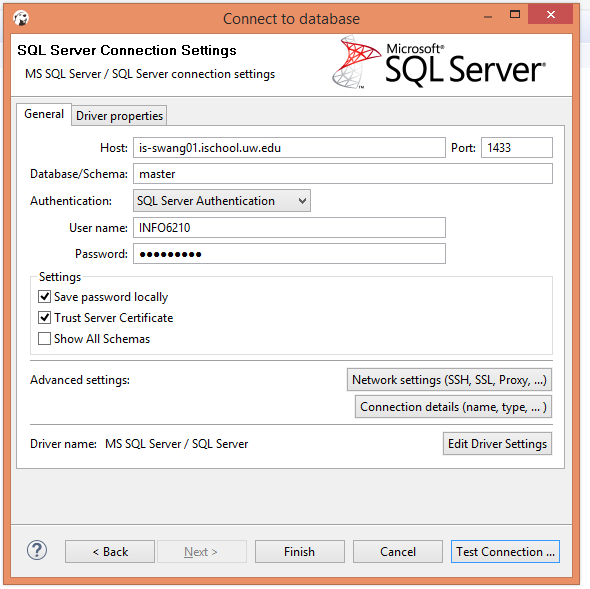 Connect to database
SQL Server Connection Settings
MS SQL Server / SQL Server connection settings
Microsoft®
SQL Server®
™
General
Driver properties
Host: is-swang01.ischool.uw.edu Port: 1433
Database/Schema: master
Authentication: SQL Server Authentication
User name: INFO6210
Password: ●●●●●●●●●
Settings
Save password locally
Trust Server Certificate
Show All Schemas
Advanced settings: Network settings (SSH, SSL, Proxy, ...)
Connection details (name, type, ... )
Driver name: MS SQL Server / SQL Server Edit Driver Settings
? < Back Next > Finish Cancel Test Connection ...